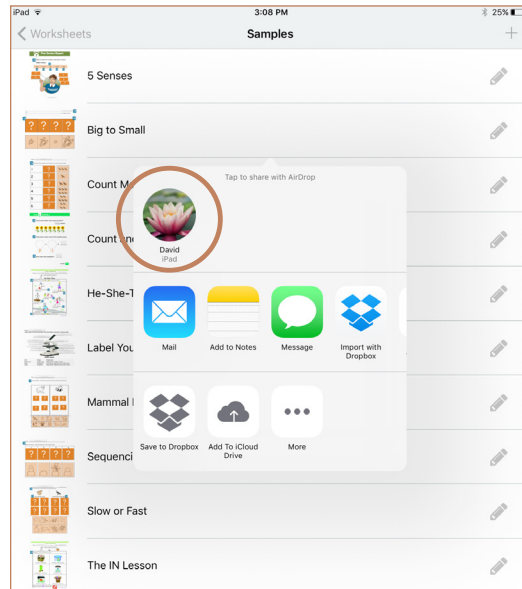 iPad 3:08 PM 25%
Worksheets Samples
5 Senses
Big to Small
Tap to share with AirDrop
Count M
David
iPad
Count
He-She-T
Mail Add to Notes Message Import with
Dropbox
Label You
Mammal
Save to Dropbox Add To iCloud
Drive More
Sequenci
Slow or Fast
The IN Lesson